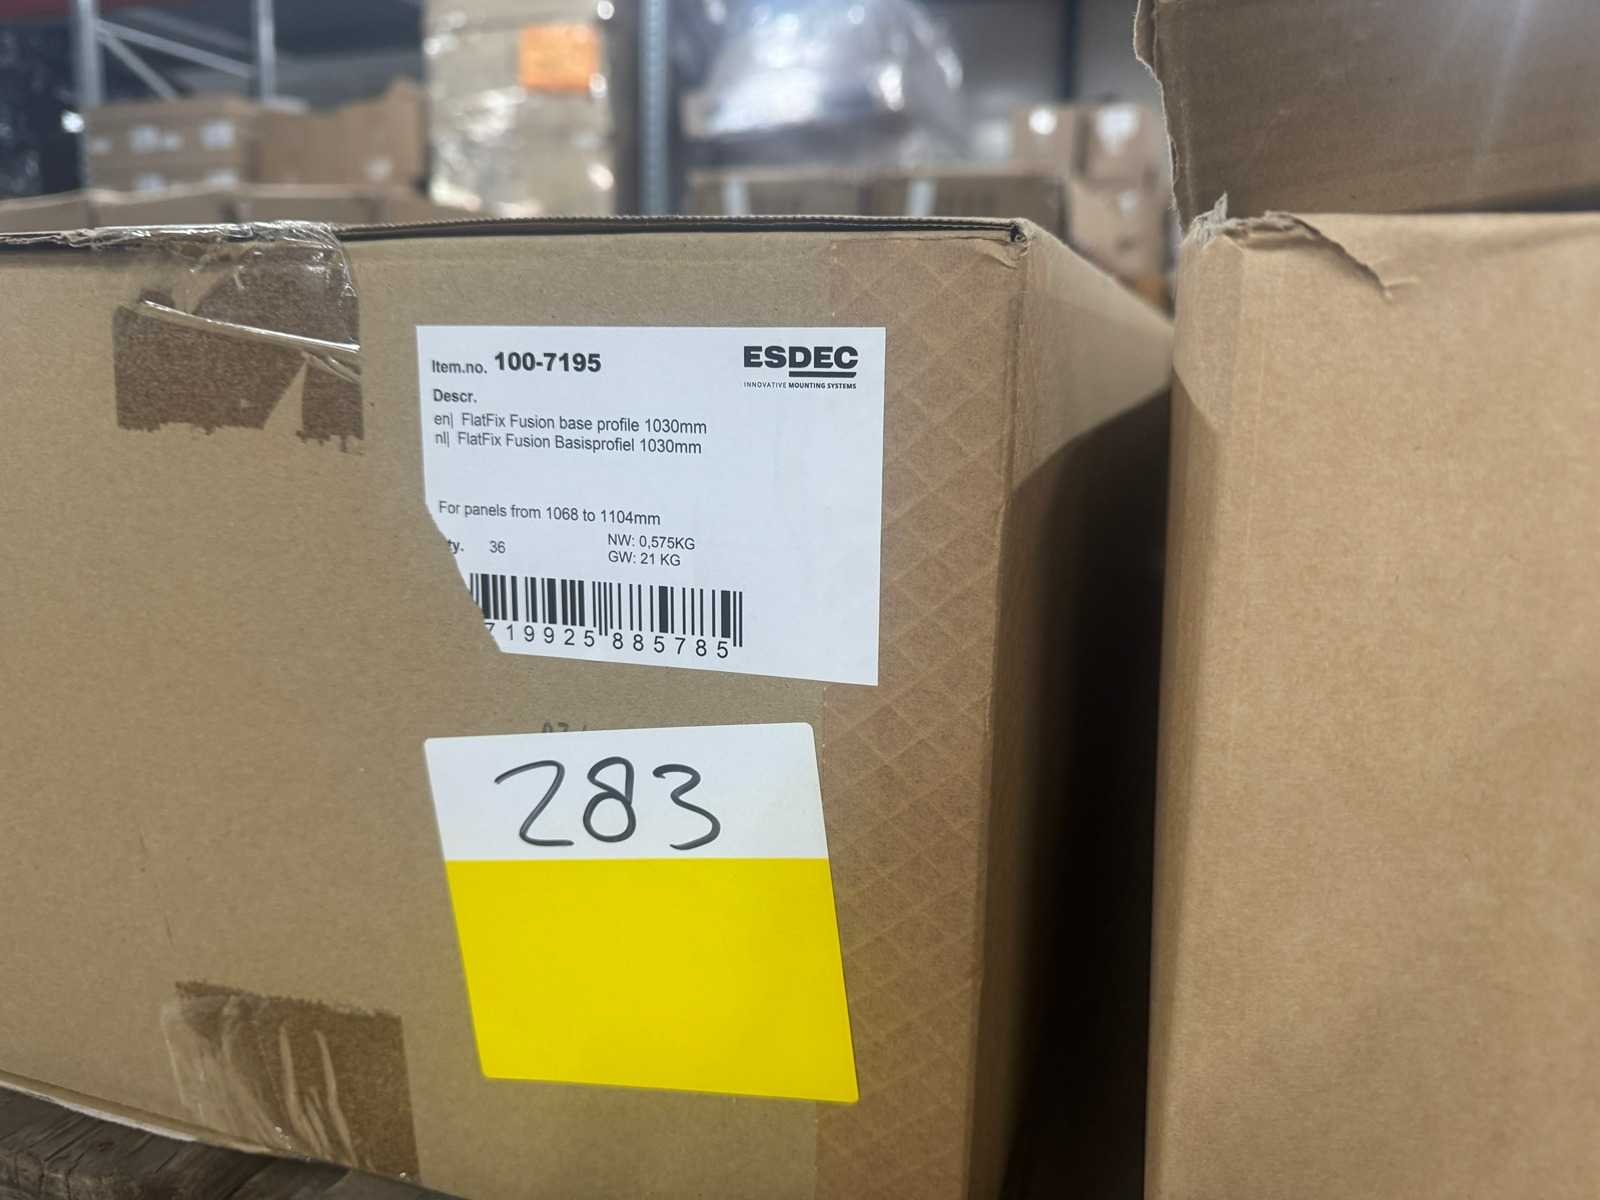 Item.no. 100-7195
ESDEC
INNOVATIVE MOUNTING SYSTEMS
Descr.
en| FlatFix Fusion base profile 1030mm
nl| FlatFix Fusion Basisprofiel 1030mm
For panels from 1068 to 1104mm
ty. 36
NW: 0,575KG
GW: 21 KG
719925 885785
283